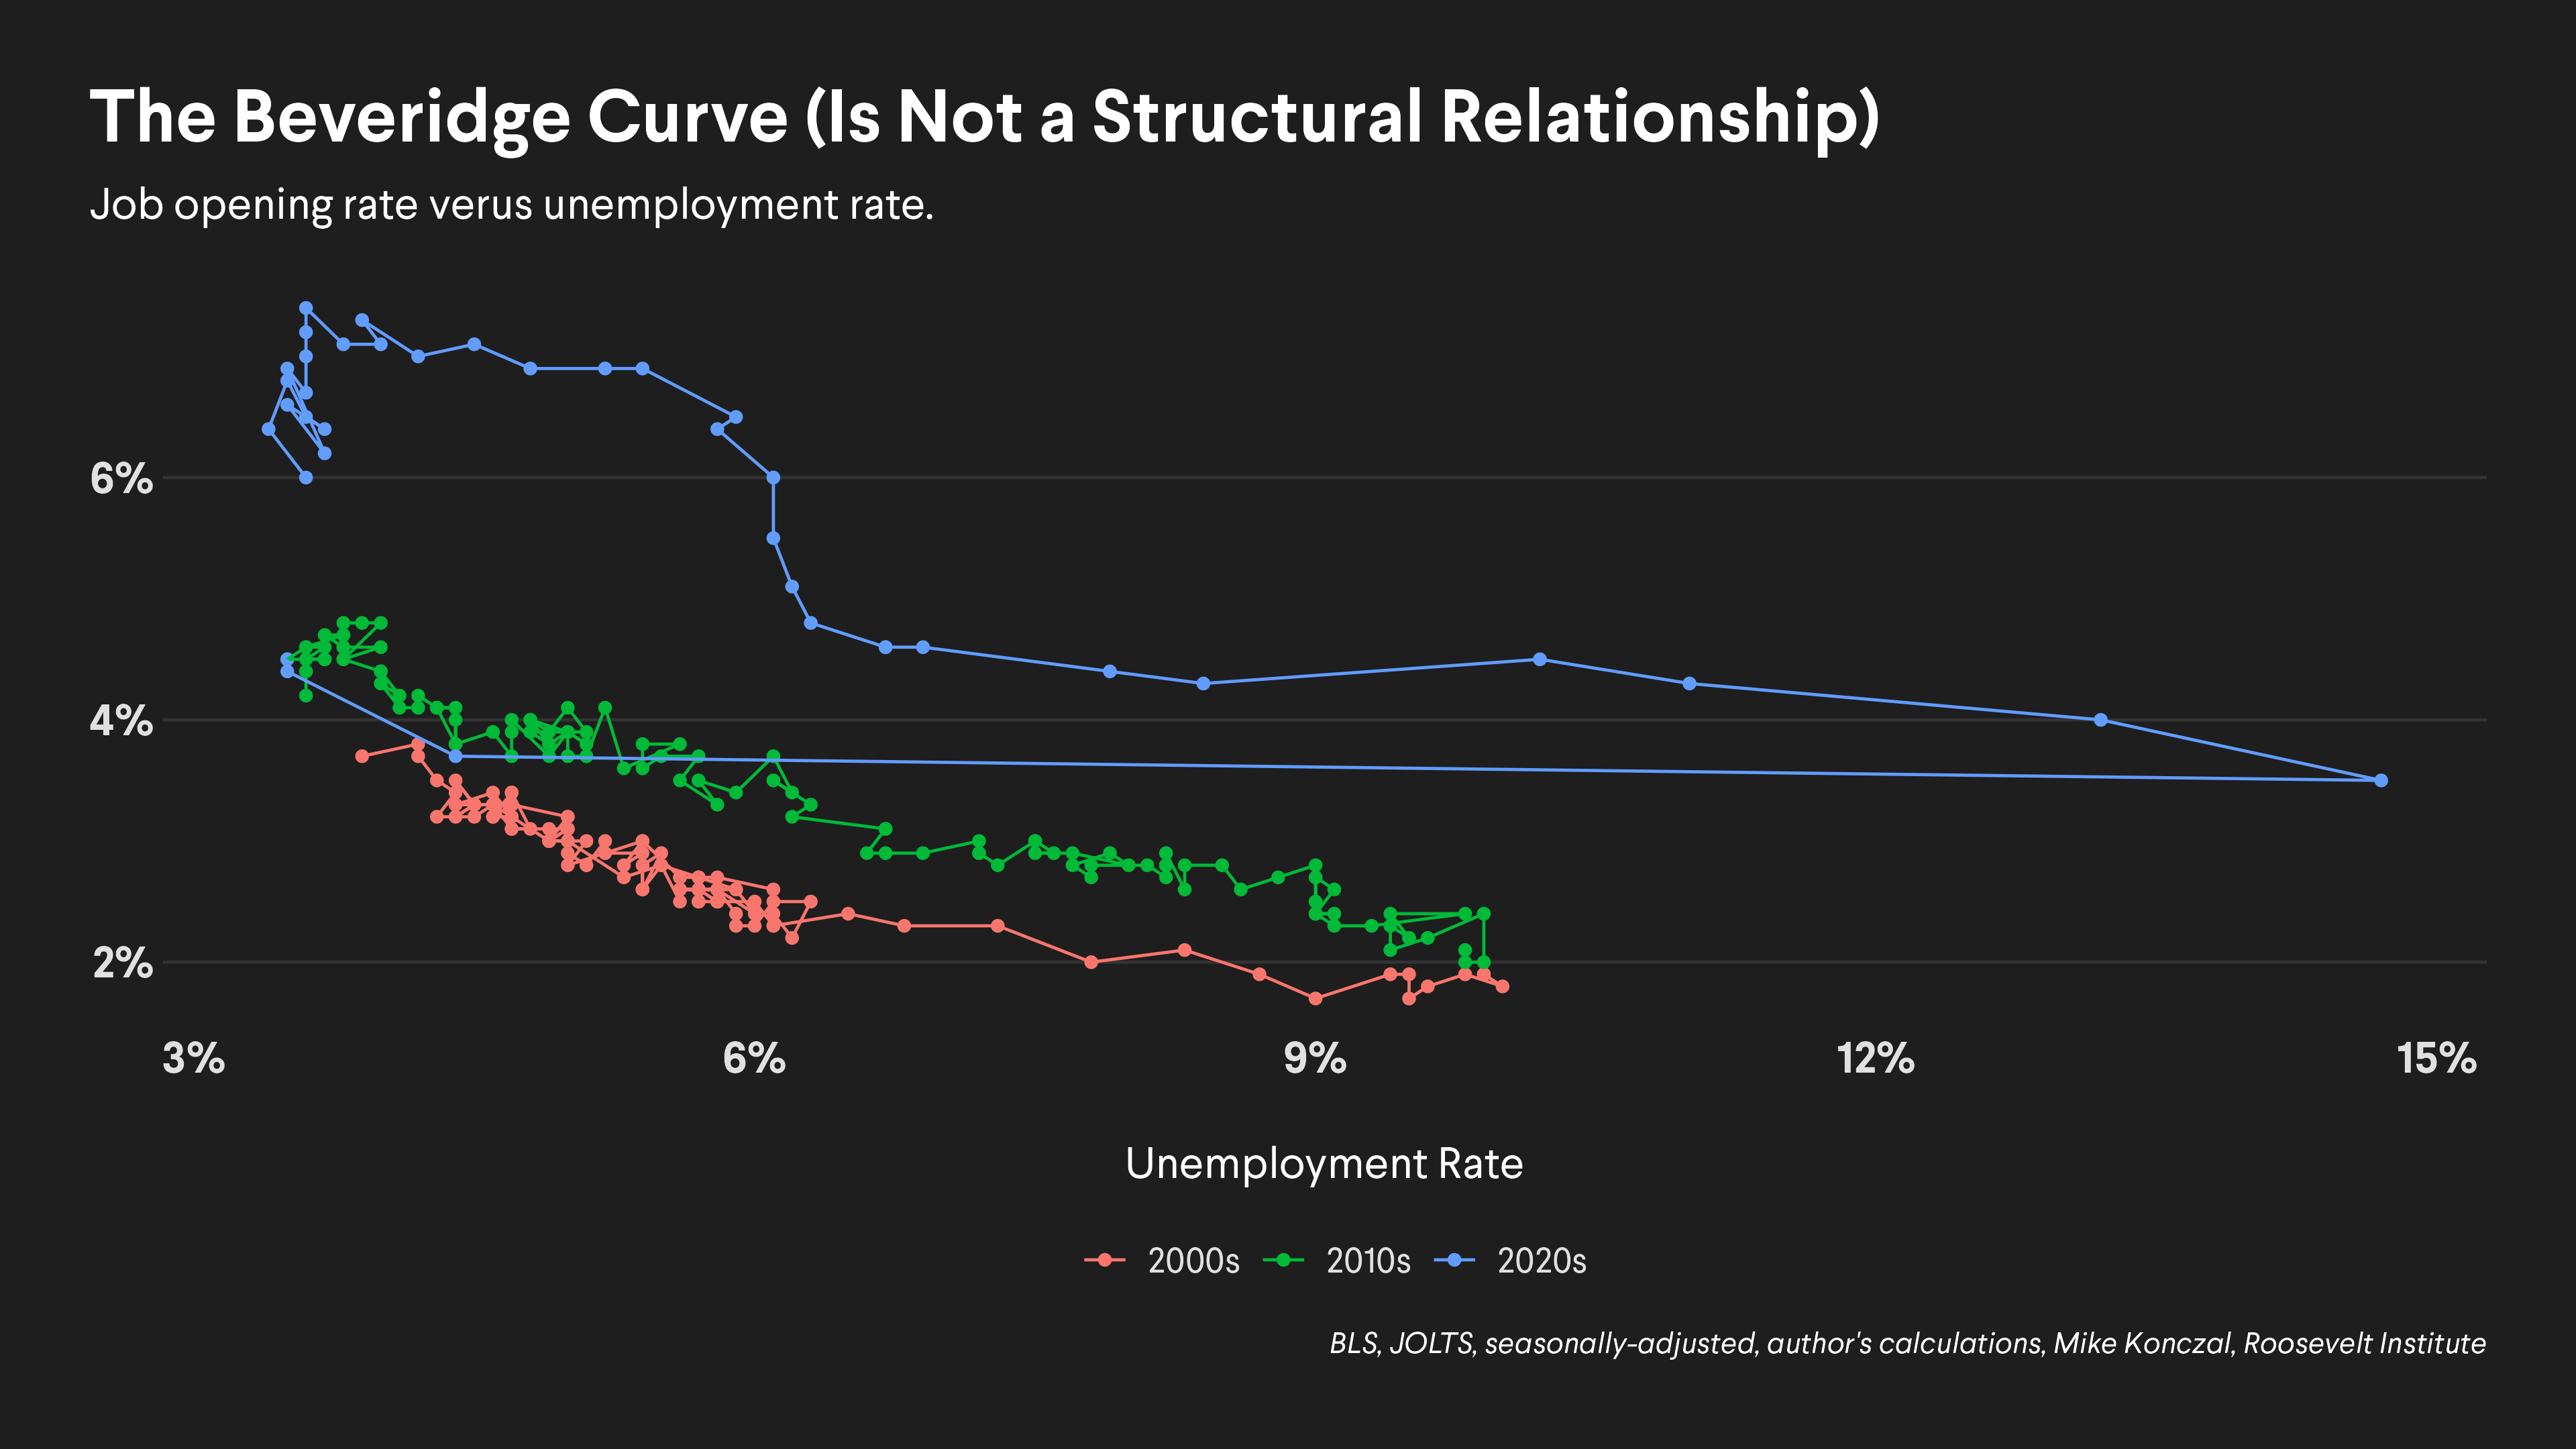 The Beveridge Curve (Is Not a Structural Relationship)
Job opening rate verus unemployment rate.
6%
4%
2%
3% 6% 9% 12% 15%
Unemployment Rate
2000s 2010s 2020s
BLS, JOLTS, seasonally-adjusted, author's calculations, Mike Konczal, Roosevelt Institute